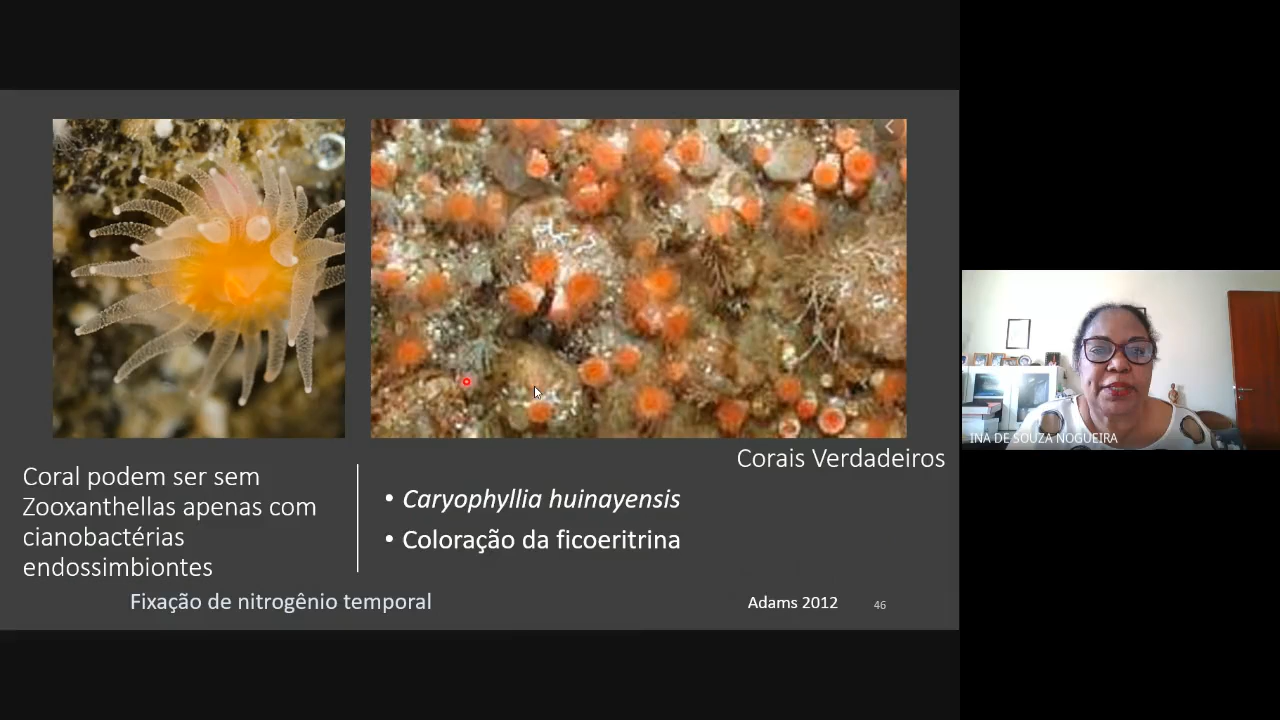 Corais Verdadeiros
Coral podem ser sem
Zooxanthellas apenas com
cianobactérias
endossimbiontes
• Caryophyllia huinayensis
• Coloração da ficoeritrina
Fixação de nitrogênio temporal
Adams 2012
46
INA DE SOUZA NOGUEIRA